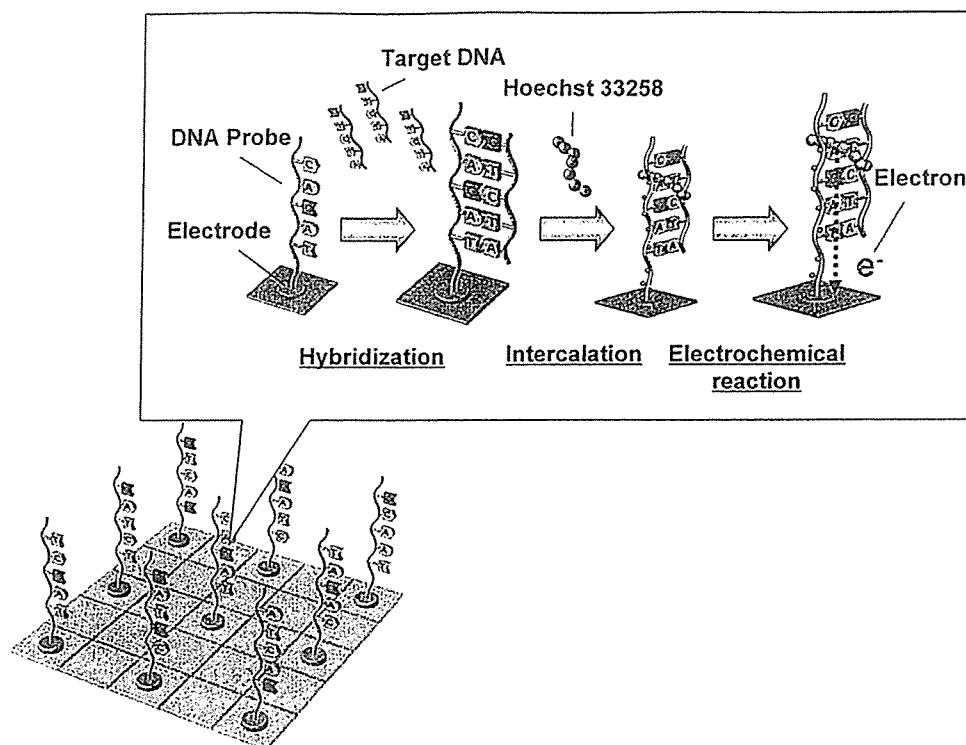 Target DNA
Hoechst 33258
DNA Probe
Electron
Electrode
e-
Hybridization
Intercalation
Electrochemical
reaction